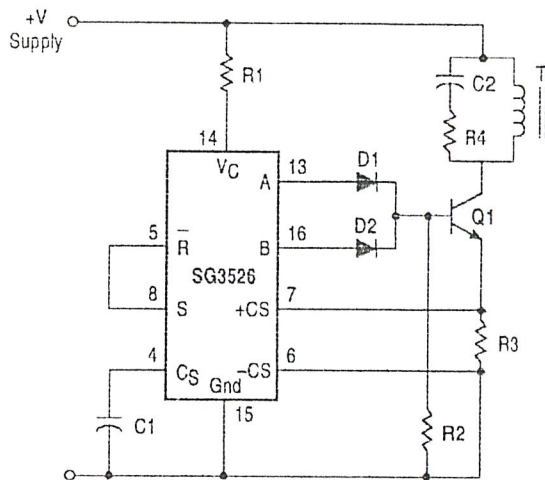 +V
Supply
R1
C2
T
R4
14
VC
13
A
D1
16
B
D2
Q1
5
R̅
SG3526
8
S
7
+CS
4
CS
6
−CS
R3
Gnd
15
C1
R2